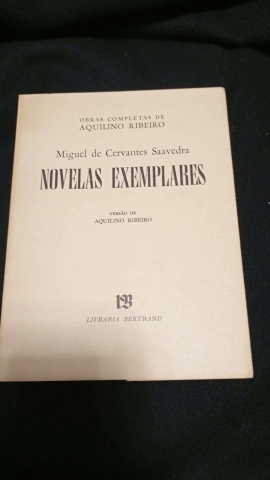 OBRAS COMPLETAS DE
AQUILINO RIBEIRO
Miguel de Cervantes Saavedra
NOVELAS EXEMPLARES
VERSÃO DE
AQUILINO RIBEIRO
LIVRARIA BERTRAND